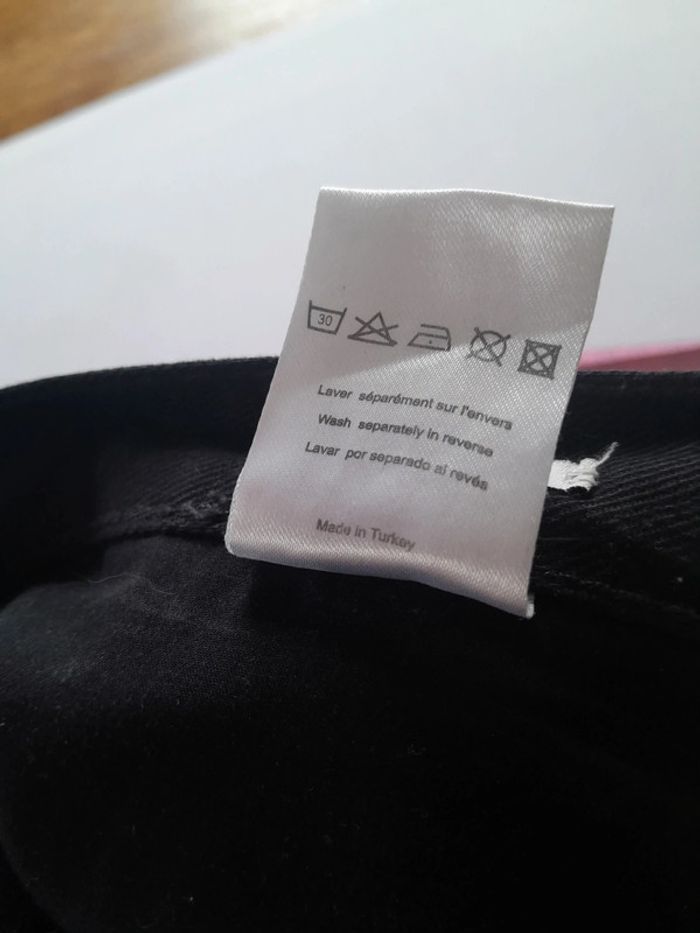 30
Laver séparément sur l'envers
Wash separately in reverse
Lavar por separado al revés
Made in Turkey